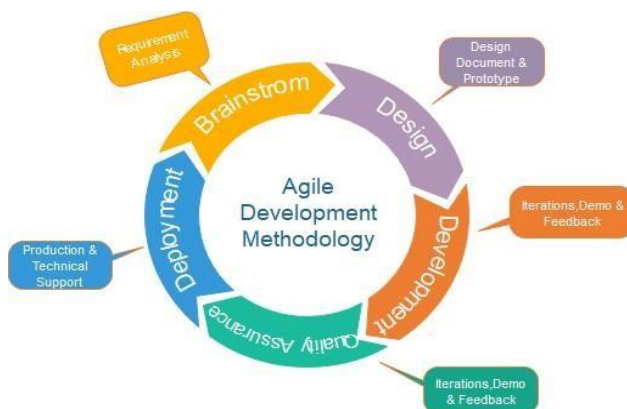 Requirement
Analysis
Brainstrom
Design
Document &
Prototype
Design
Agile
Development
Methodology
Iterations,Demo &
Feedback
Development
Deployment
Production &
Technical
Support
Quality Assurance
Iterations,Demo
& Feedback